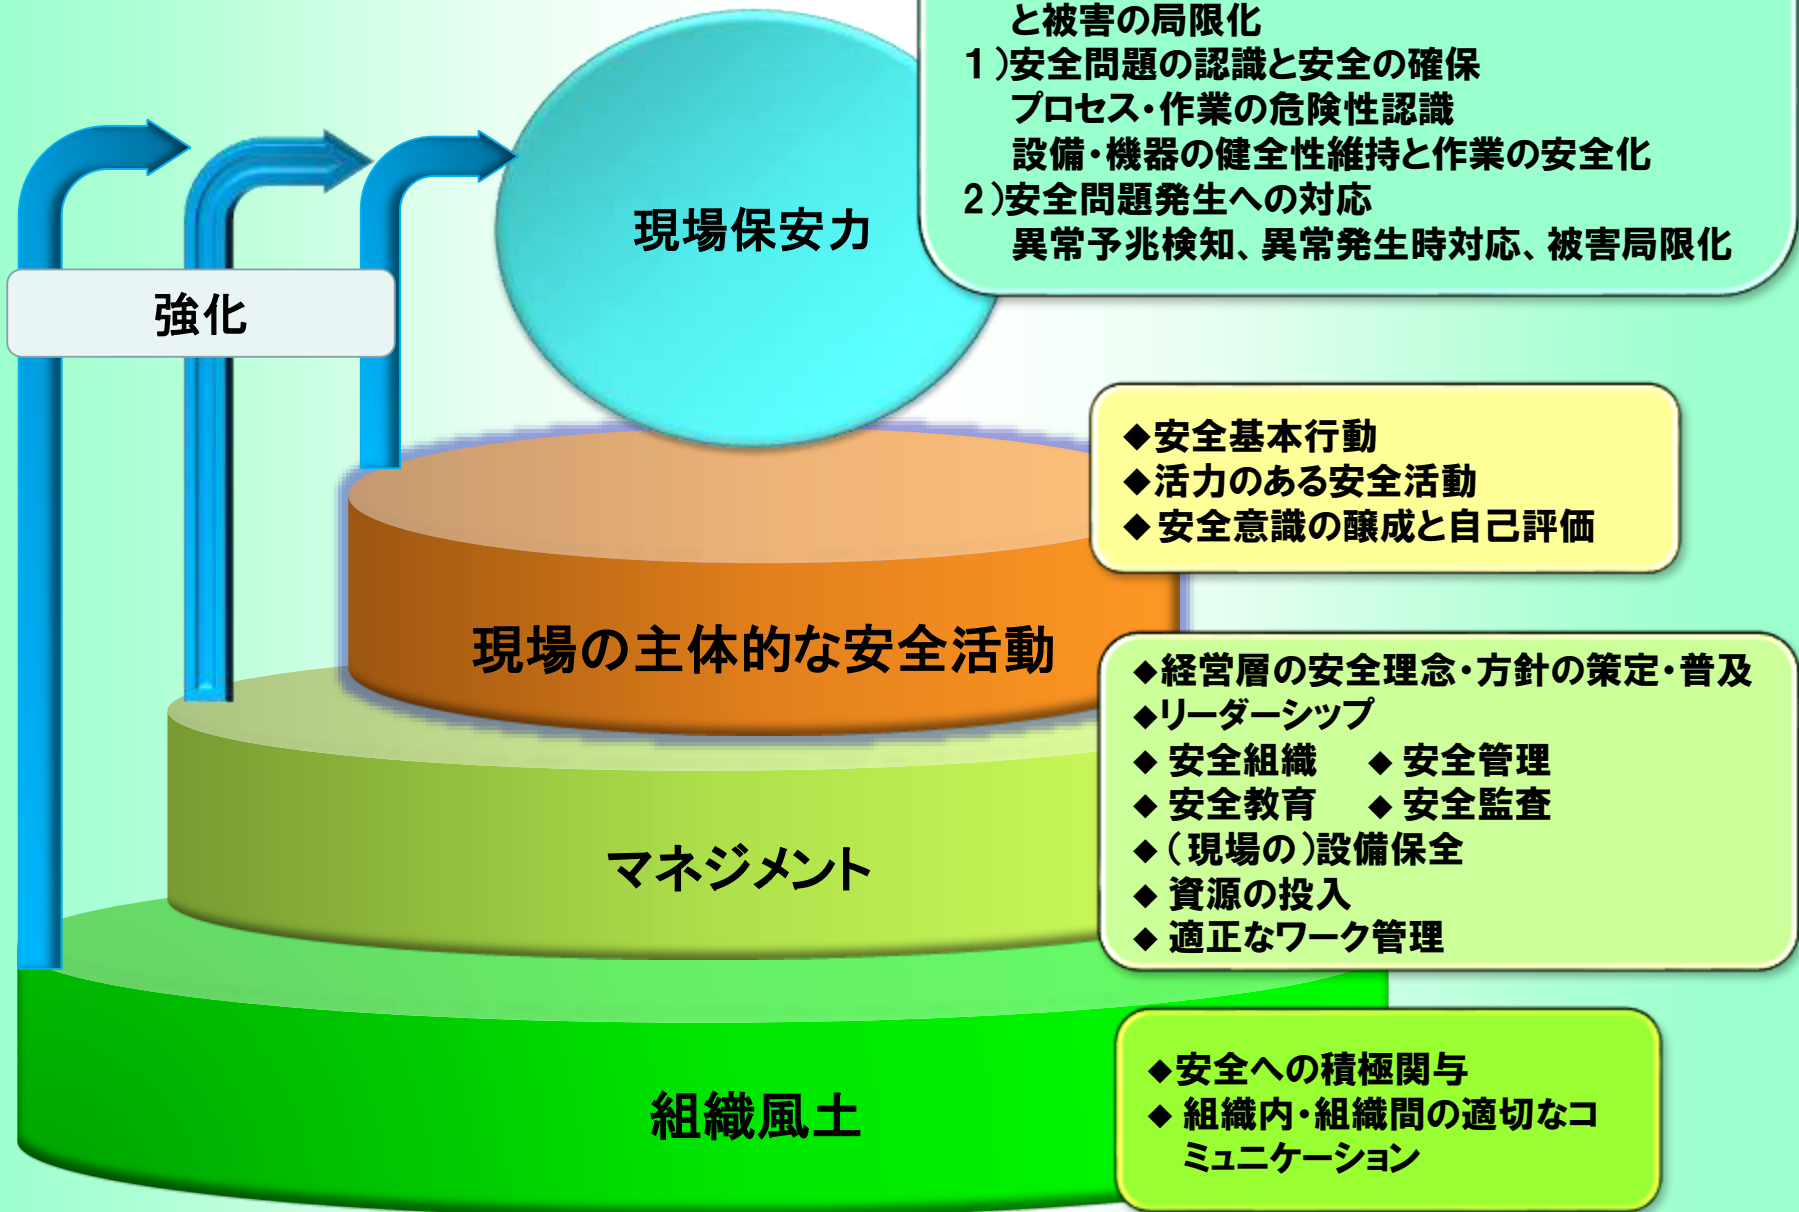 と被害の局限化
1)安全問題の認識と安全の確保
プロセス・作業の危険性認識
設備・機器の健全性維持と作業の安全化
2)安全問題発生への対応
異常予兆検知、異常発生時対応、被害局限化
現場保安力
強化
◆安全基本行動
◆活力のある安全活動
◆安全意識の醸成と自己評価
現場の主体的な安全活動
◆経営層の安全理念・方針の策定・普及
◆リーダーシップ
◆安全組織 ◆安全管理
◆安全教育 ◆安全監査
◆(現場の)設備保全
◆資源の投入
◆適正なワーク管理
マネジメント
◆安全への積極関与
◆組織内・組織間の適切なコ
ミュニケーション
組織風土